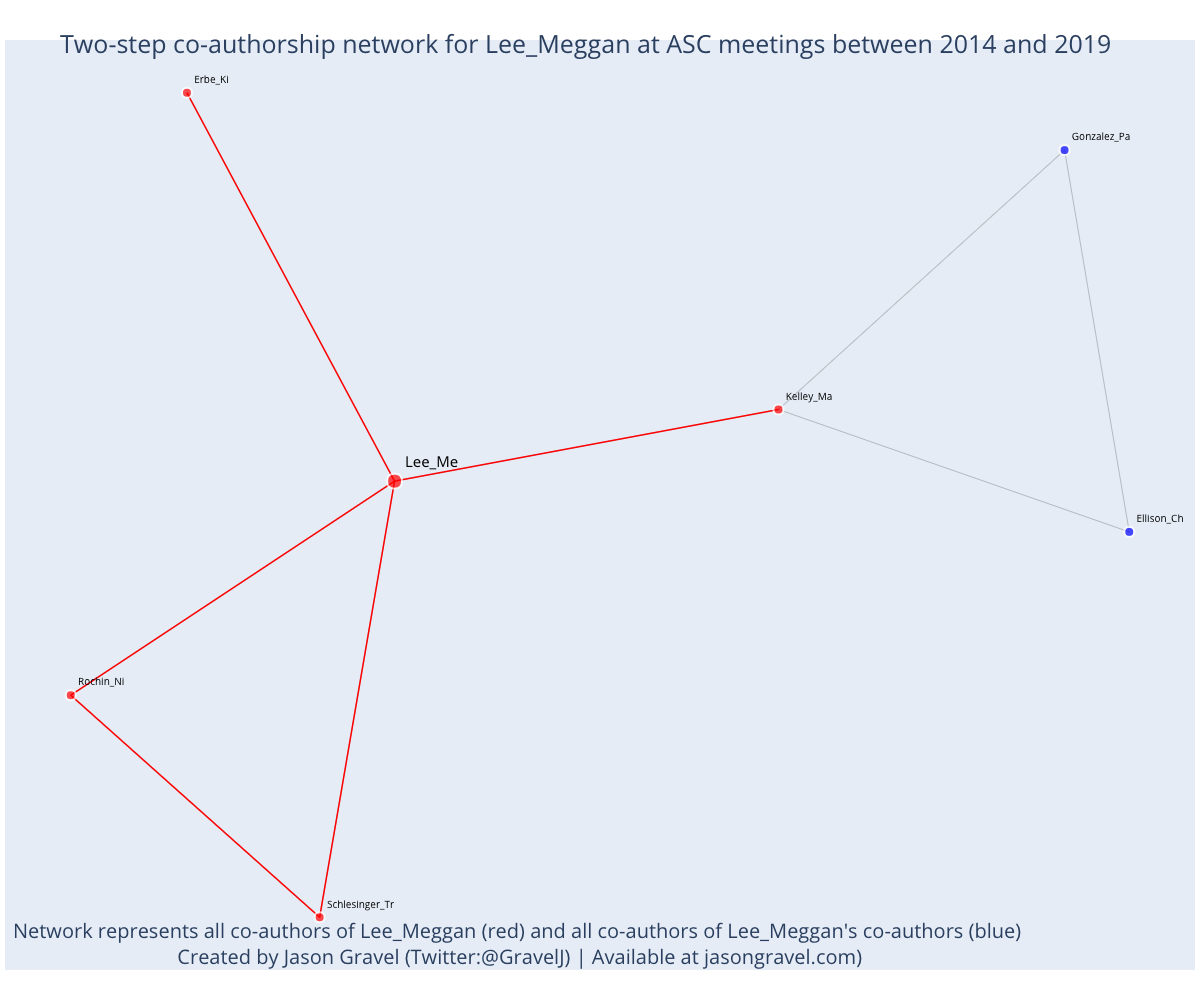 Two-step co-authorship network for Lee_Meggan at ASC meetings between 2014 and 2019
Erbe_Ki
Gonzalez_Pa
Kelley_Ma
Lee_Me
Ellison_Ch
Rochin_Ni
Schlesinger_Tr
Network represents all co-authors of Lee_Meggan (red) and all co-authors of Lee_Meggan's co-authors (blue)
Created by Jason Gravel (Twitter:@GravelJ) | Available at jasongravel.com)